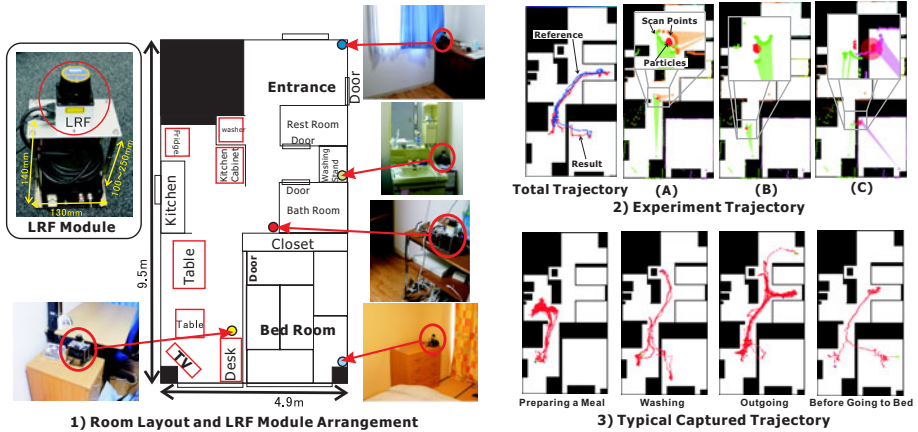 LRF
140mm
100～250mm
130mm
LRF Module
9.5m
4.9m
Entrance
Door
Rest Room
Door
washer
Fridge
Kitchen
Cabinet
Washing
Stand
Kitchen
Door
Bath Room
Closet
Table
Door
Table
Bed Room
TV
Desk
1) Room Layout and LRF Module Arrangement
Reference
Result
Scan Points
Particles
Total Trajectory
(A)
(B)
(C)
2) Experiment Trajectory
Preparing a Meal
Washing
Outgoing
Before Going to Bed
3) Typical Captured Trajectory